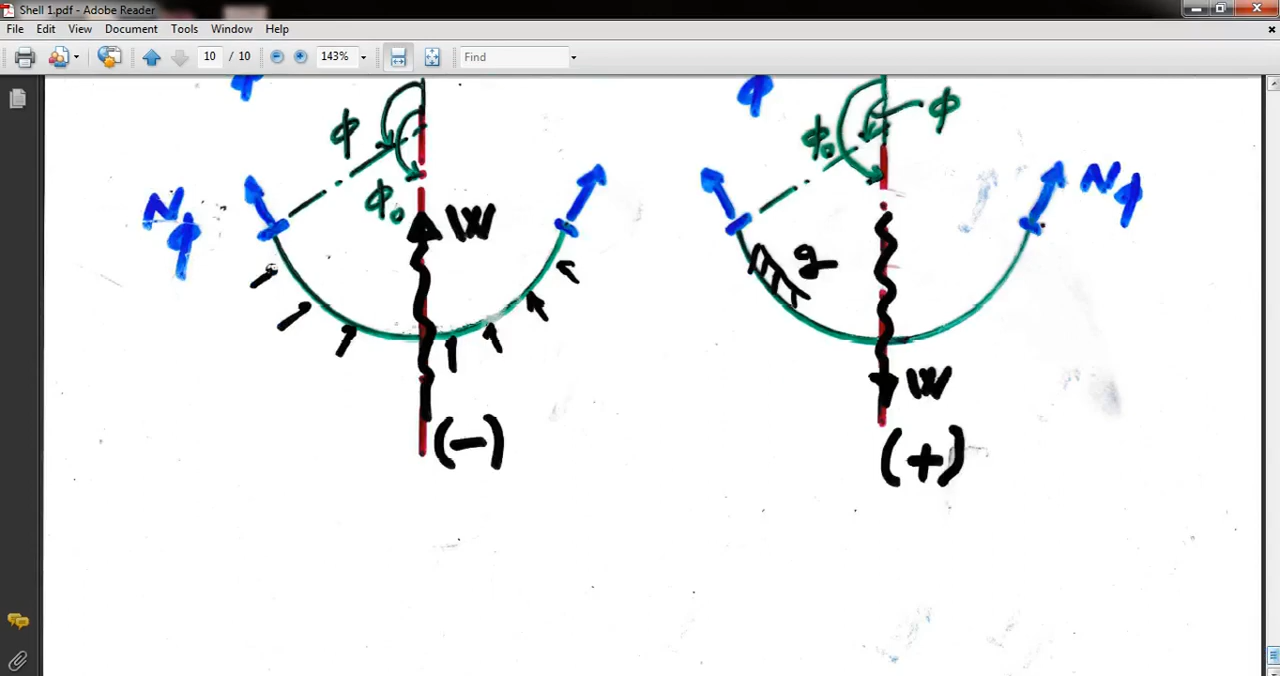 Shell 1.pdf - Adobe Reader
File Edit View Document Tools Window Help
10 / 10 143% Find
φ φ
ϕ ϕ₀ ϕ
Nφ ϕ₀ W Nφ
g
W
(-) (+)